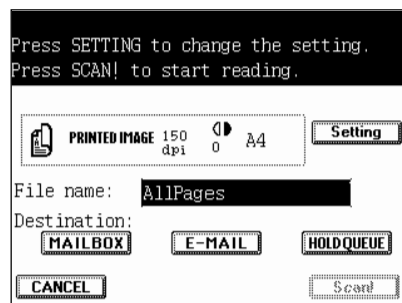 Press SETTING to change the setting.
Press SCAN! to start reading.
PRINTED IMAGE 150 dpi 0 A4 Setting
File name: AllPages
Destination:
MAILBOX E-MAIL HOLD QUEUE
CANCEL Scan!